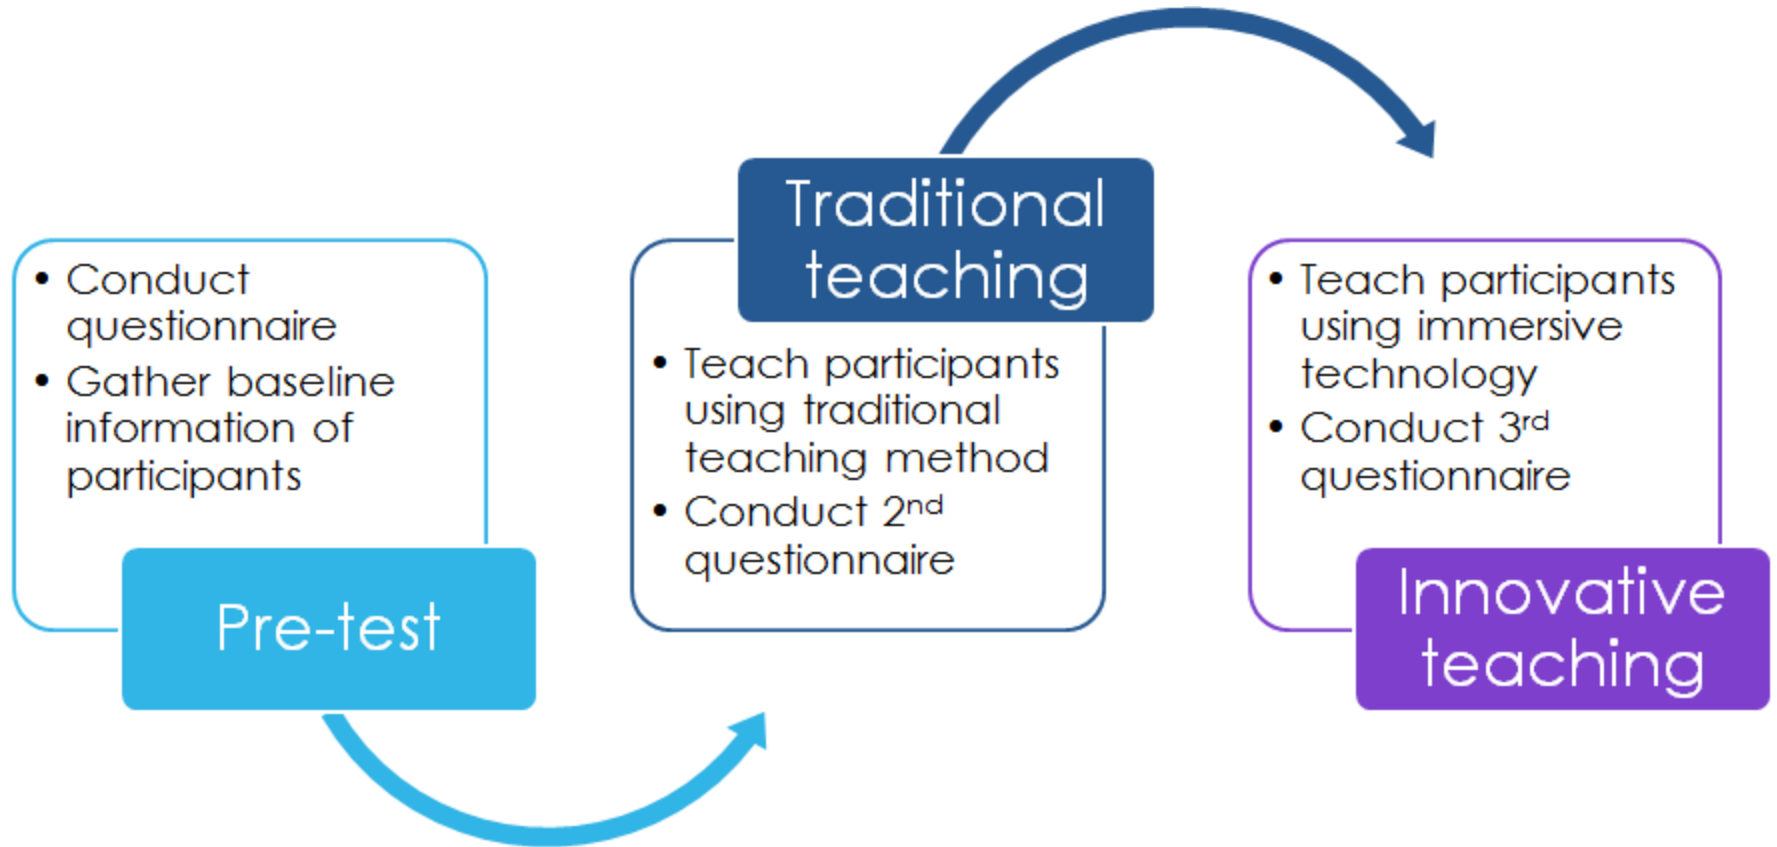 • Conduct
questionnaire
• Gather baseline
information of
participants
Pre-test
Traditional
teaching
• Teach participants
using traditional
teaching method
• Conduct 2nd
questionnaire
• Teach participants
using immersive
technology
• Conduct 3rd
questionnaire
Innovative
teaching